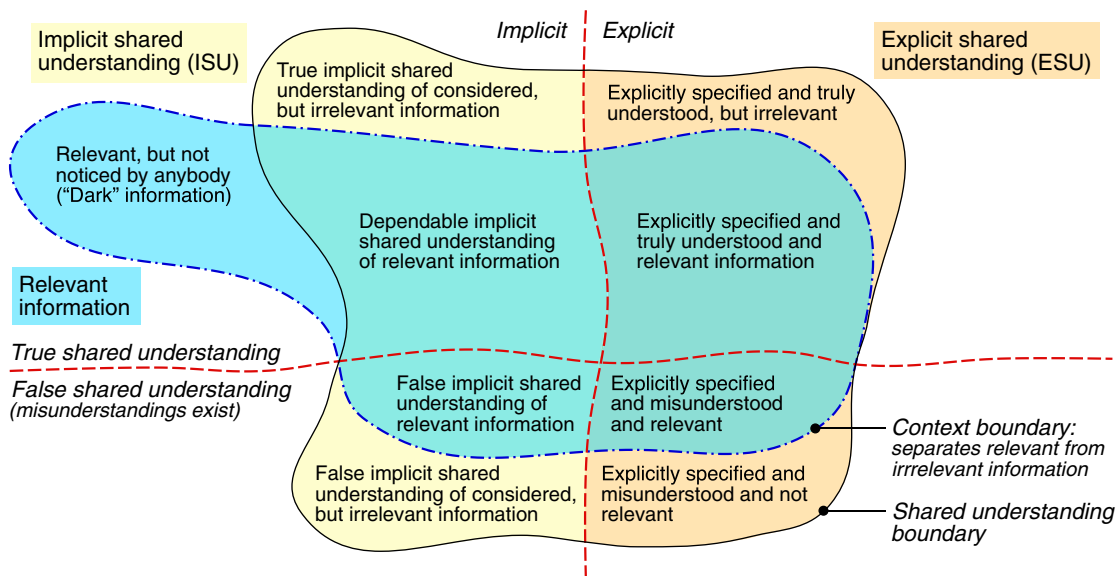 Implicit shared
understanding (ISU)
Implicit
Explicit
Explicit shared
understanding (ESU)
True implicit shared
understanding of considered,
but irrelevant information
Explicitly specified and truly
understood, but irrelevant
Relevant, but not
noticed by anybody
(“Dark” information)
Dependable implicit
shared understanding
of relevant information
Explicitly specified and
truly understood and
relevant information
Relevant
information
True shared understanding
False shared understanding
(misunderstandings exist)
False implicit shared
understanding of
relevant information
Explicitly specified
and misunderstood
and relevant
Context boundary:
separates relevant from
irrrelevant information
False implicit shared
understanding of considered,
but irrelevant information
Explicitly specified and
misunderstood and not
relevant
Shared understanding
boundary